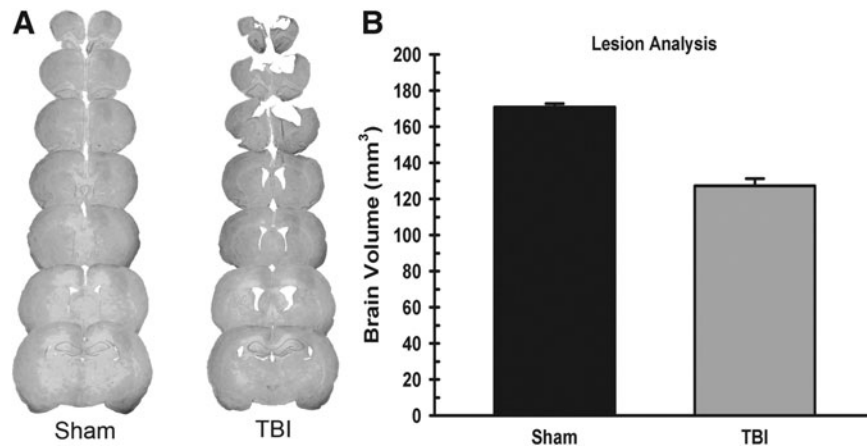 A
Sham
TBI
B
Lesion Analysis
Brain Volume (mm³)
200
180
160
140
120
100
80
60
40
20
0
Sham
TBI